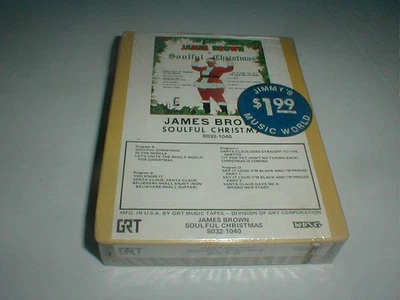 JAMES BROWN
Soulful Christmas
JIMMY'S
$1.99
MUSIC WORLD
JAMES BROW
SOULFUL CHRISTMAS
8032-1040
Program A
SOULFUL CHRISTMAS
IN THE MIDDLE
LET'S UNITE THE WHOLE WORLD
FOR CHRISTMAS
Program B
YOU KNOW IT
SANTA CLAUS, SANTA CLAUS
BELIEVERS SHALL ENJOY (NON
BELIEVERS SHALL SUFFER)
Program C
SANTA CLAUS GOES STRAIGHT TO THE
GHETTO
TIT FOR TAT (AIN'T NO TAKING BACK)
CHRISTMAS IS COMING
Program D
SAY IT LOUD (I'M BLACK AND I'M PROUD)
PART 1
SAY IT LOUD (I'M BLACK AND I'M PROUD)
PART 2
SANTA CLAUS GAVE ME A
BRAND NEW START
MFG. IN U.S.A. BY GRT MUSIC TAPES – DIVISION OF GRT CORPORATION
GRT
JAMES BROWN
SOULFUL CHRISTMAS
8032-1040
KING